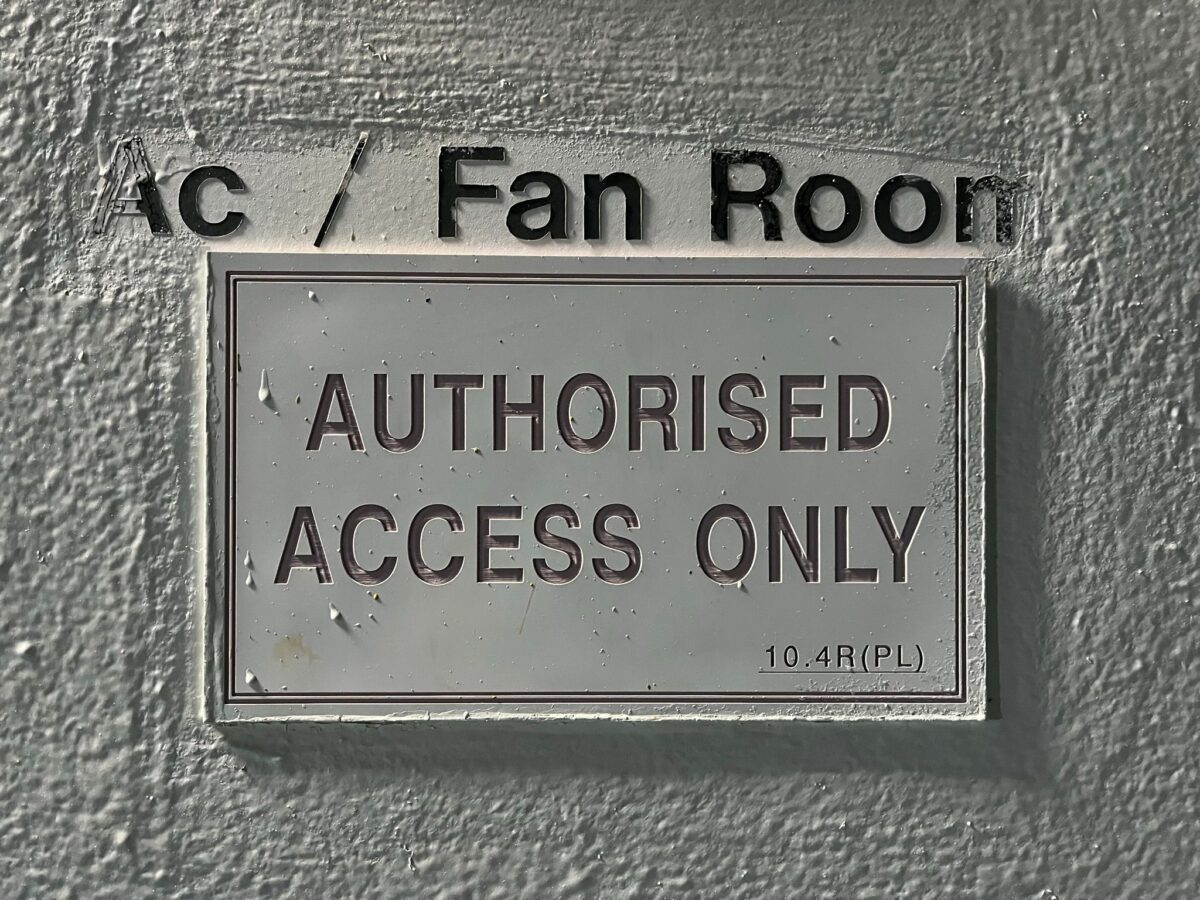 Ac / Fan Roon
AUTHORISED
ACCESS ONLY
10.4R(PL)